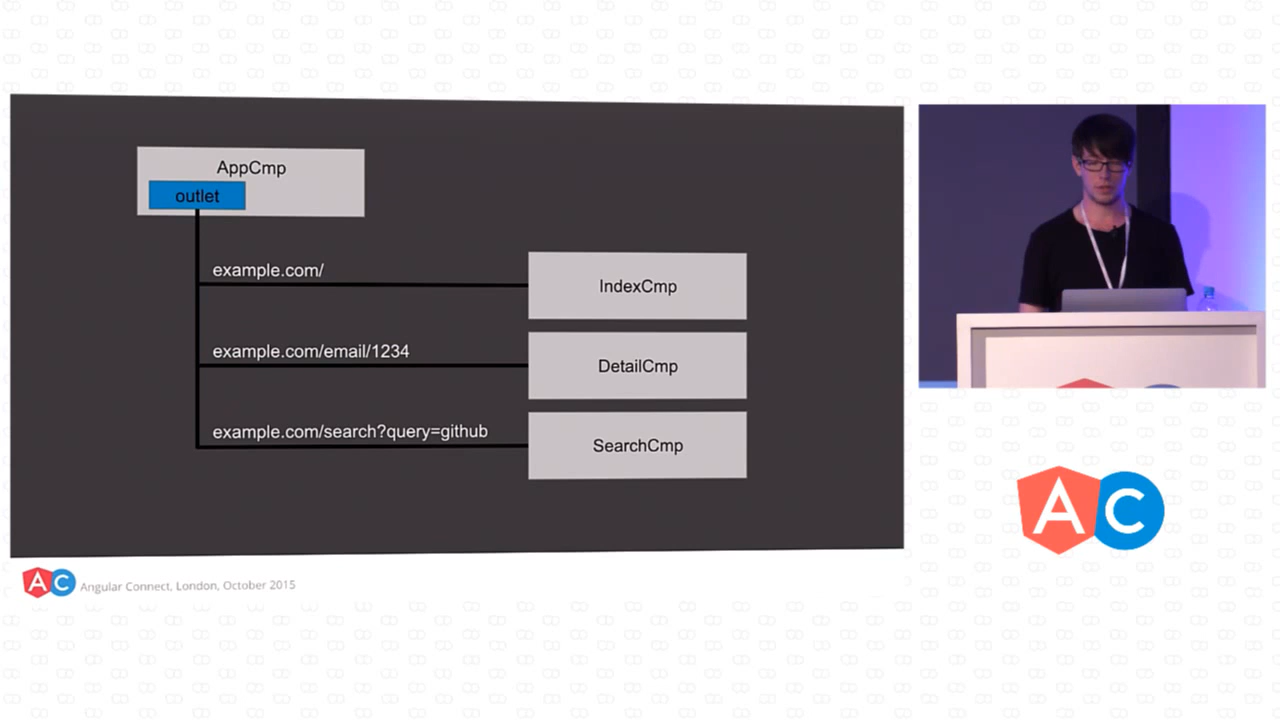 AppCmp
outlet
example.com/
IndexCmp
example.com/email/1234
DetailCmp
example.com/search?query=github
SearchCmp
AC
AC Angular Connect, London, October 2015